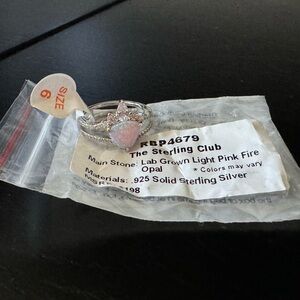 SIZE
6
RBP4679
The Sterling Club
Main Stone: Lab Grown Light Pink Fire
Opal * Colors may vary
Materials: .925 Solid Sterling Silver